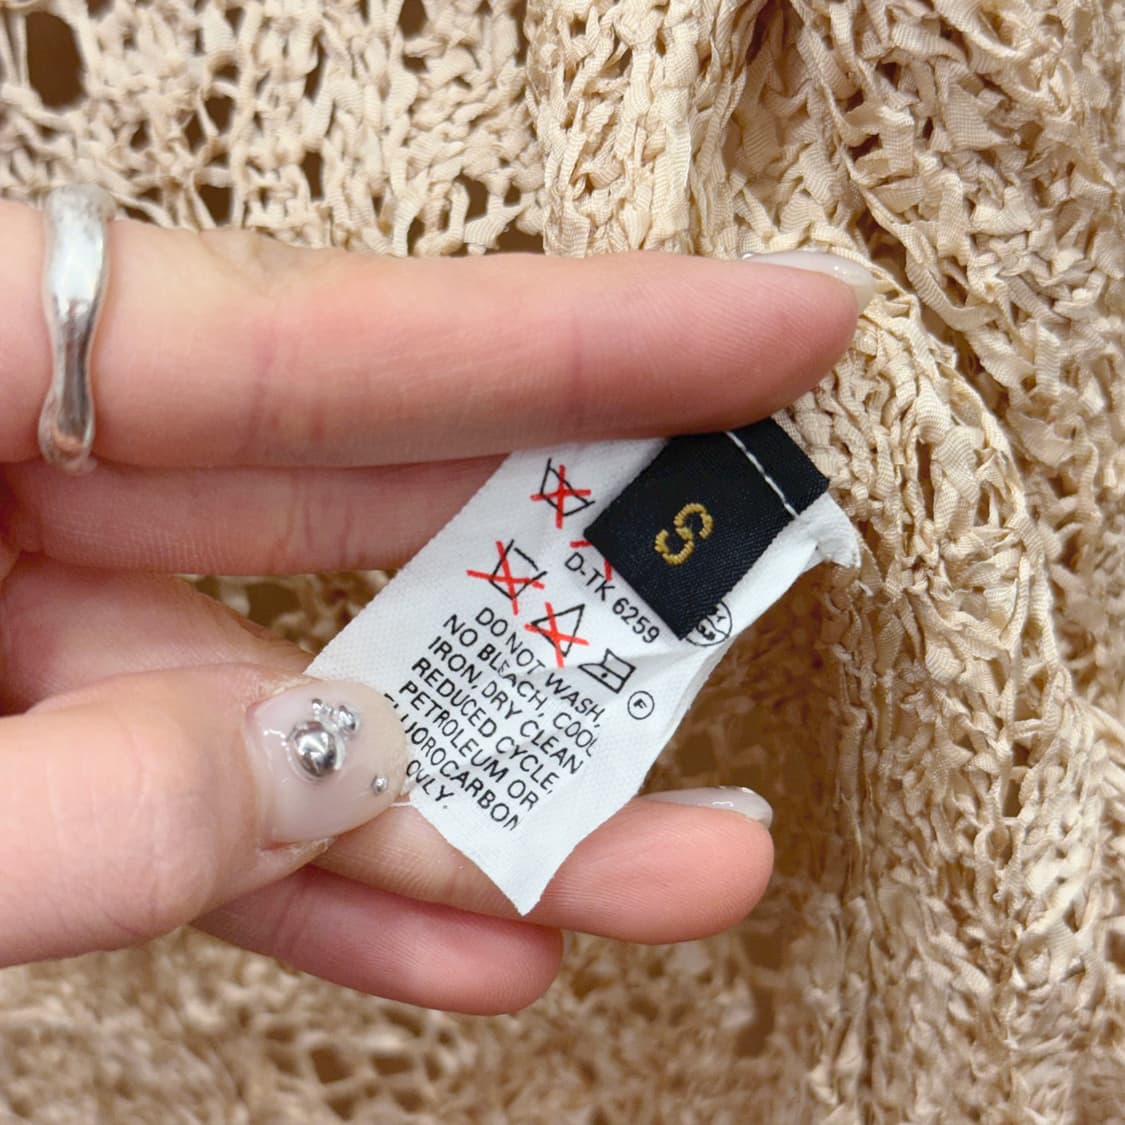 S
D-TK 6259
DO NOT WASH,
NO BLEACH, COOL
IRON, DRY CLEAN
REDUCED CYCLE,
PETROLEUM OR
FLUOROCARBON
ONLY.
F